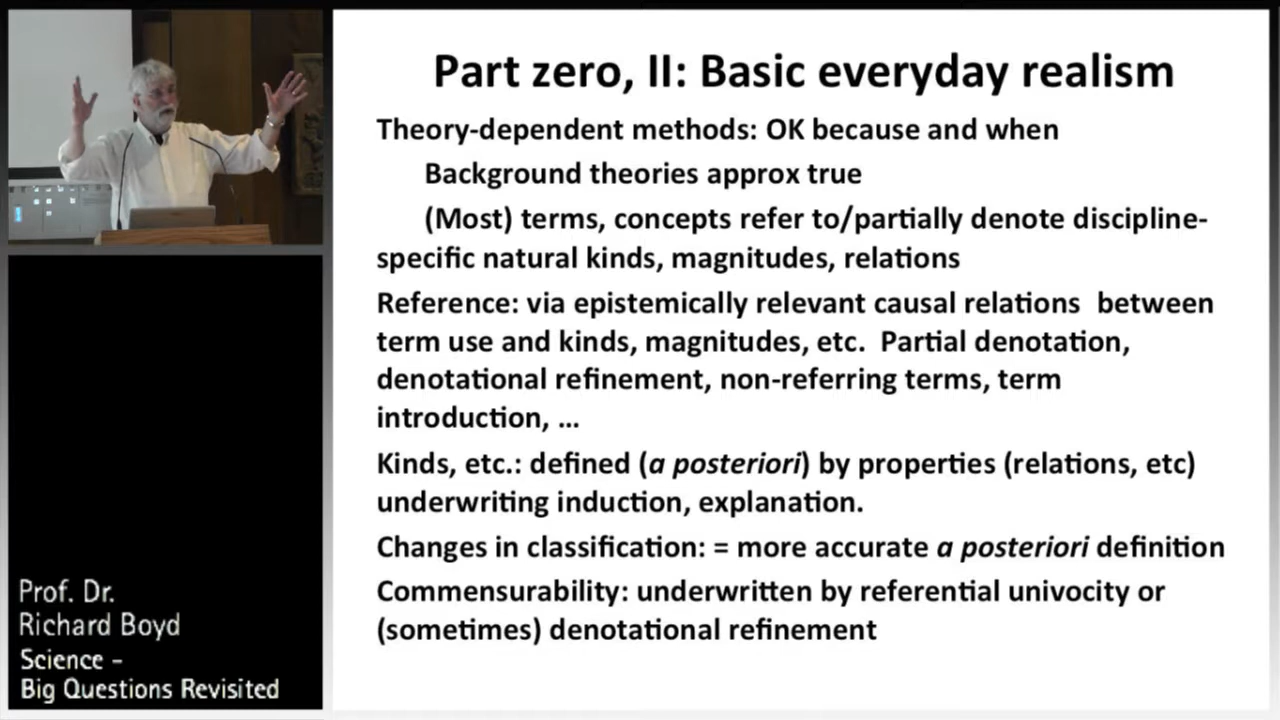 Part zero, II: Basic everyday realism
Theory-dependent methods: OK because and when
Background theories approx true
(Most) terms, concepts refer to/partially denote discipline-
specific natural kinds, magnitudes, relations
Reference: via epistemically relevant causal relations between
term use and kinds, magnitudes, etc. Partial denotation,
denotational refinement, non-referring terms, term
introduction, ...
Kinds, etc.: defined (a posteriori) by properties (relations, etc)
underwriting induction, explanation.
Changes in classification: = more accurate a posteriori definition
Commensurability: underwritten by referential univocity or
(sometimes) denotational refinement
Prof. Dr.
Richard Boyd
Science -
Big Questions Revisited